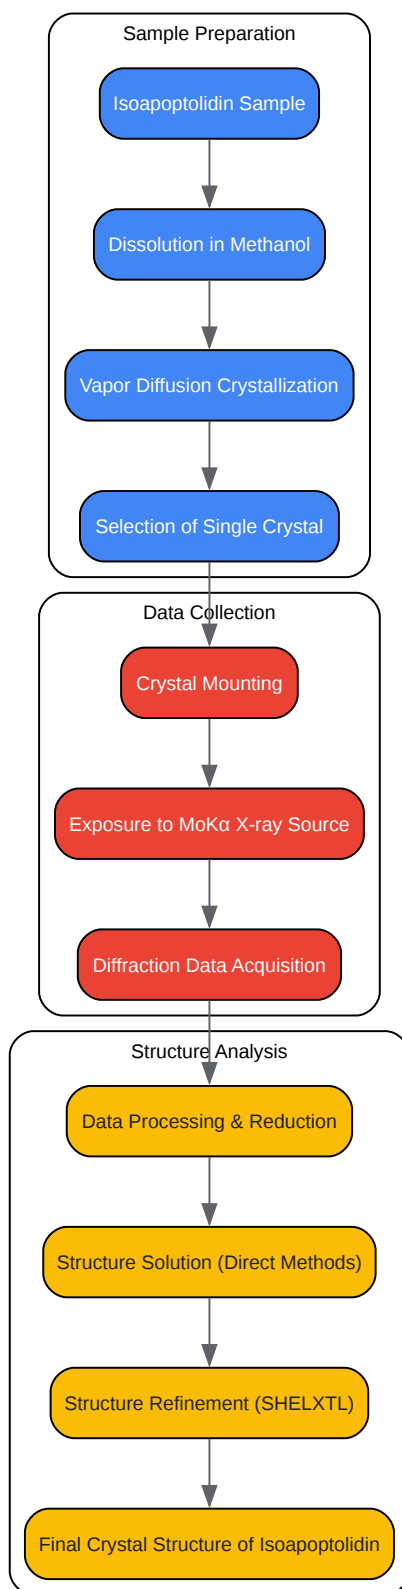 Sample Preparation
Isoapoptolidin Sample
Dissolution in Methanol
Vapor Diffusion Crystallization
Selection of Single Crystal
Data Collection
Crystal Mounting
Exposure to MoKα X-ray Source
Diffraction Data Acquisition
Structure Analysis
Data Processing & Reduction
Structure Solution (Direct Methods)
Structure Refinement (SHELXTL)
Final Crystal Structure of Isoapoptolidin